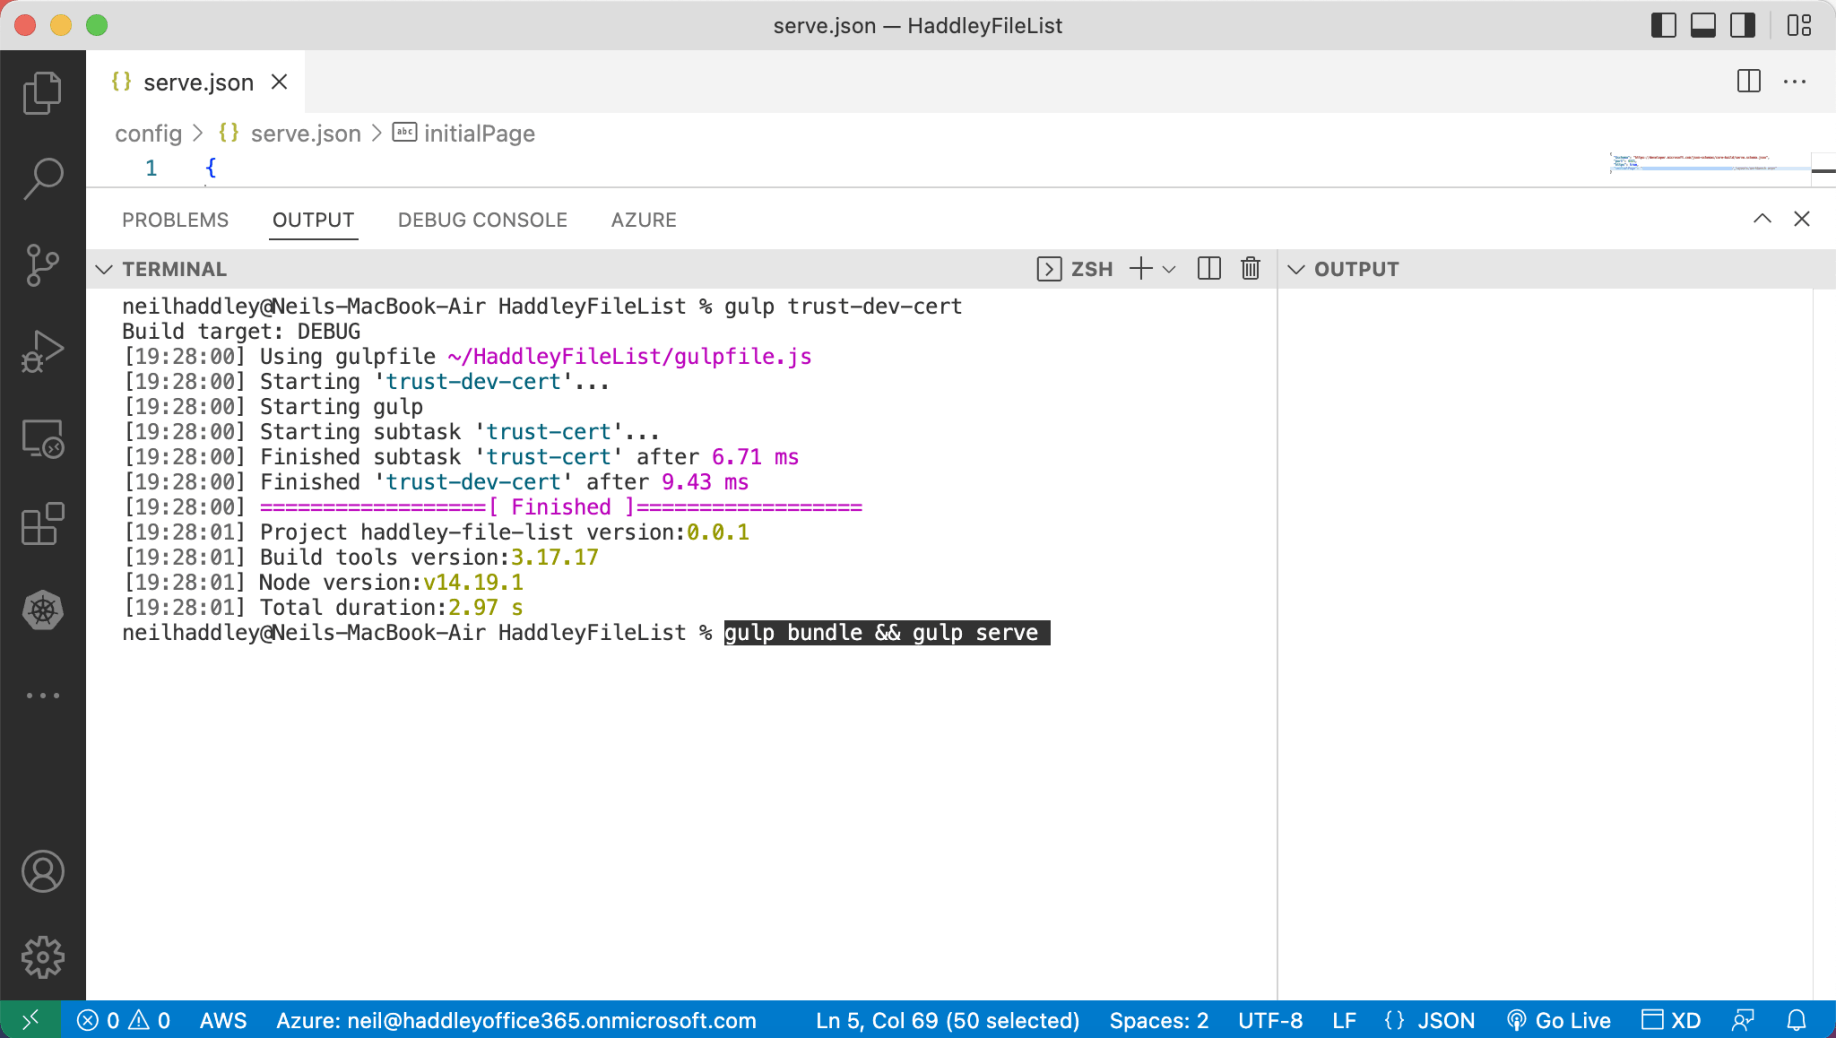 serve.json — HaddleyFileList
{} serve.json
config > {} serve.json > abc initialPage
1 {
PROBLEMS OUTPUT DEBUG CONSOLE AZURE
TERMINAL ZSH OUTPUT
neilhaddley@Neils-MacBook-Air HaddleyFileList % gulp trust-dev-cert
Build target: DEBUG
[19:28:00] Using gulpfile ~/HaddleyFileList/gulpfile.js
[19:28:00] Starting 'trust-dev-cert'...
[19:28:00] Starting gulp
[19:28:00] Starting subtask 'trust-cert'...
[19:28:00] Finished subtask 'trust-cert' after 6.71 ms
[19:28:00] Finished 'trust-dev-cert' after 9.43 ms
[19:28:00] ==================[ Finished ]==================
[19:28:01] Project haddley-file-list version:0.0.1
[19:28:01] Build tools version:3.17.17
[19:28:01] Node version:v14.19.1
[19:28:01] Total duration:2.97 s
neilhaddley@Neils-MacBook-Air HaddleyFileList % gulp bundle && gulp serve
0 0 AWS Azure: neil@haddleyoffice365.onmicrosoft.com Ln 5, Col 69 (50 selected) Spaces: 2 UTF-8 LF {} JSON Go Live XD